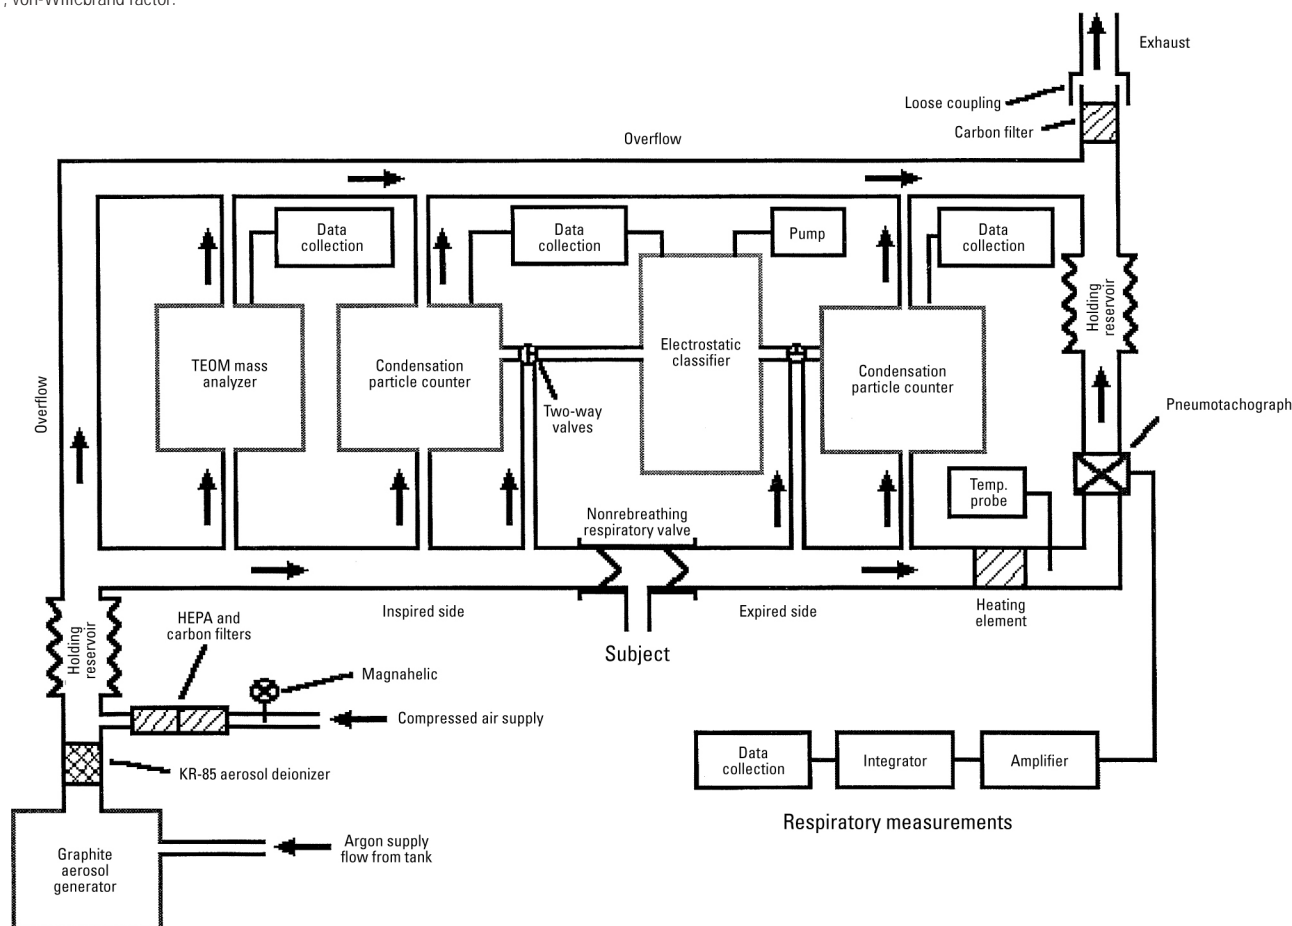 , von-Willebrand factor.
Exhaust
Loose coupling
Carbon filter
Overflow
Data
collection
Data
collection
Pump
Data
collection
Holding
reservoir
TEOM mass
analyzer
Condensation
particle counter
Electrostatic
classifier
Condensation
particle counter
Overflow
Two-way
valves
Pneumotachograph
Temp.
probe
Nonrebreathing
respiratory valve
Inspired side
Expired side
Heating
element
HEPA and
carbon filters
Holding
reservoir
Subject
Magnahelic
Compressed air supply
KR-85 aerosol deionizer
Data
collection
Integrator
Amplifier
Respiratory measurements
Argon supply
flow from tank
Graphite
aerosol
generator